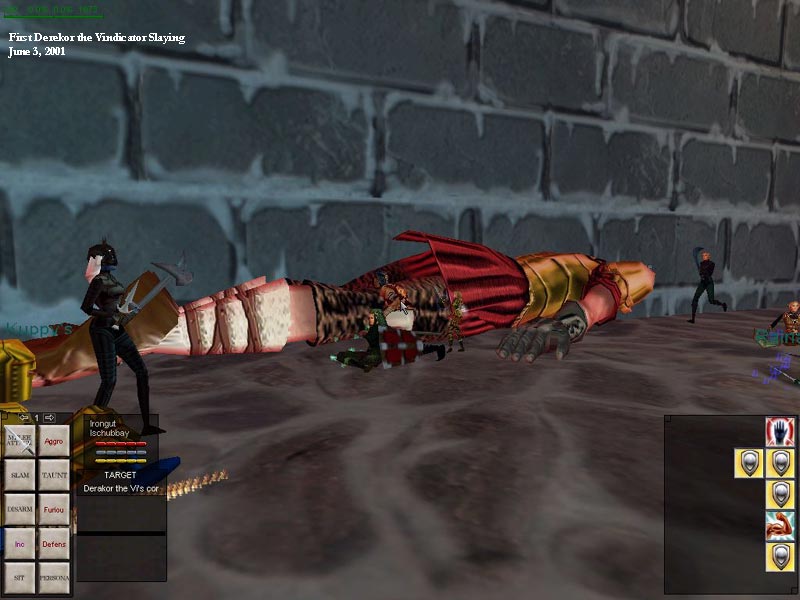 First Derekor the Vindicator Slaying
June 3, 2001
Kuppy's
1
Irongut
Ischubbay
MELEE
ATTACK
Aggro
SLAM
TAUNT
TARGET
Derakor the Vi's cor
DISARM
Furiou
Inc
Defens
SIT
PERSONA